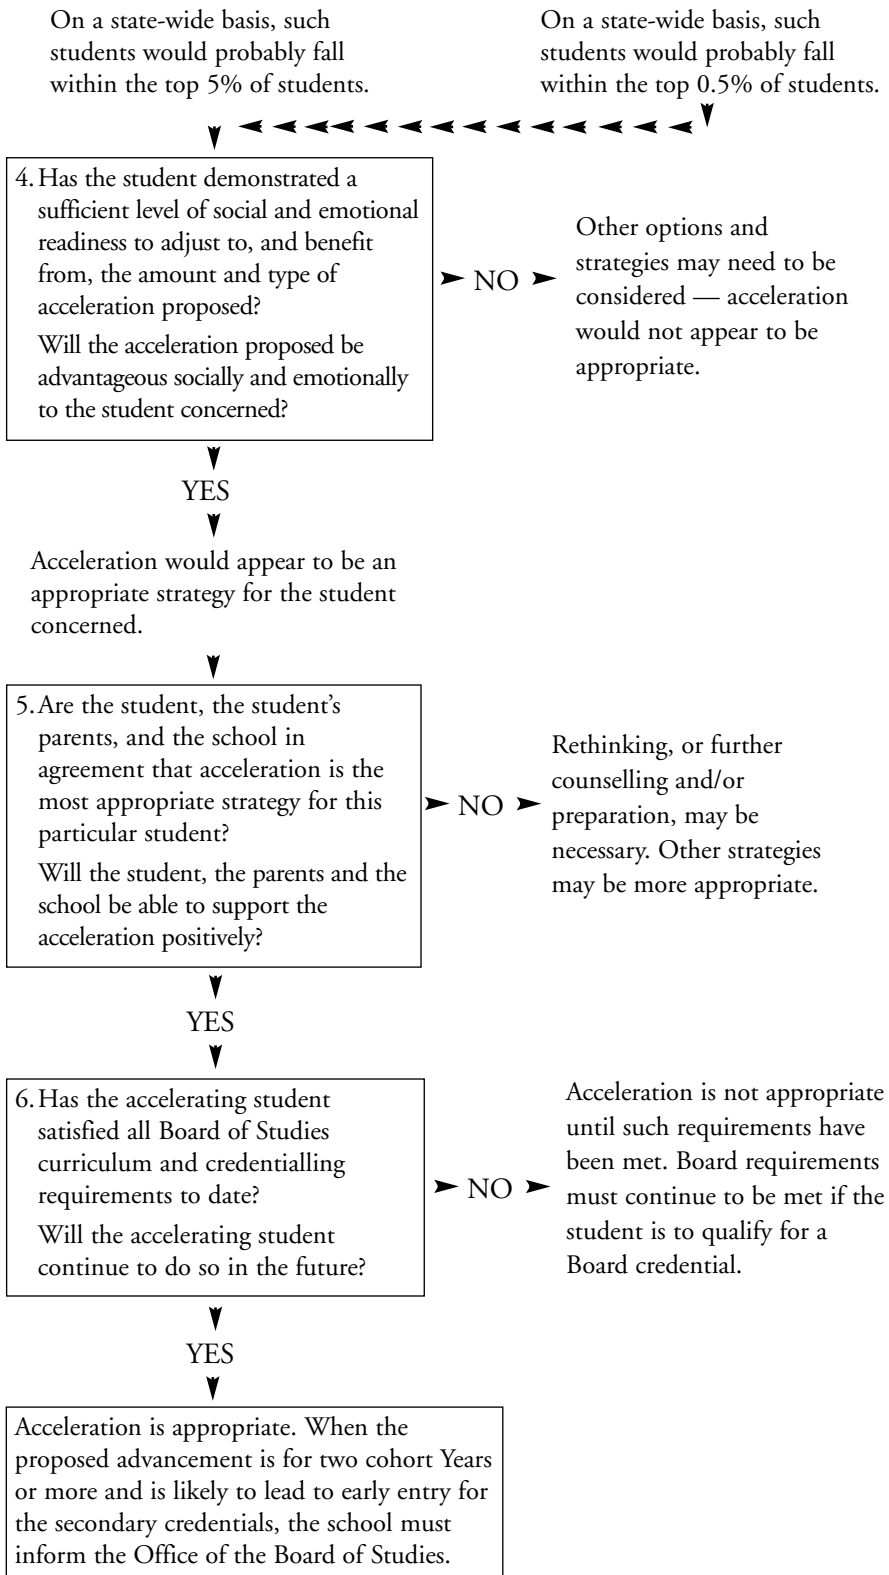 On a state-wide basis, such
students would probably fall
within the top 5% of students.
On a state-wide basis, such
students would probably fall
within the top 0.5% of students.
4. Has the student demonstrated a
sufficient level of social and emotional
readiness to adjust to, and benefit
from, the amount and type of
acceleration proposed?
Will the acceleration proposed be
advantageous socially and emotionally
to the student concerned?
NO
Other options and
strategies may need to be
considered — acceleration
would not appear to be
appropriate.
YES
Acceleration would appear to be an
appropriate strategy for the student
concerned.
5. Are the student, the student’s
parents, and the school in
agreement that acceleration is the
most appropriate strategy for this
particular student?
Will the student, the parents and the
school be able to support the
acceleration positively?
NO
Rethinking, or further
counselling and/or
preparation, may be
necessary. Other strategies
may be more appropriate.
YES
6. Has the accelerating student
satisfied all Board of Studies
curriculum and credentialling
requirements to date?
Will the accelerating student
continue to do so in the future?
NO
Acceleration is not appropriate
until such requirements have
been met. Board requirements
must continue to be met if the
student is to qualify for a
Board credential.
YES
Acceleration is appropriate. When the
proposed advancement is for two cohort Years
or more and is likely to lead to early entry for
the secondary credentials, the school must
inform the Office of the Board of Studies.